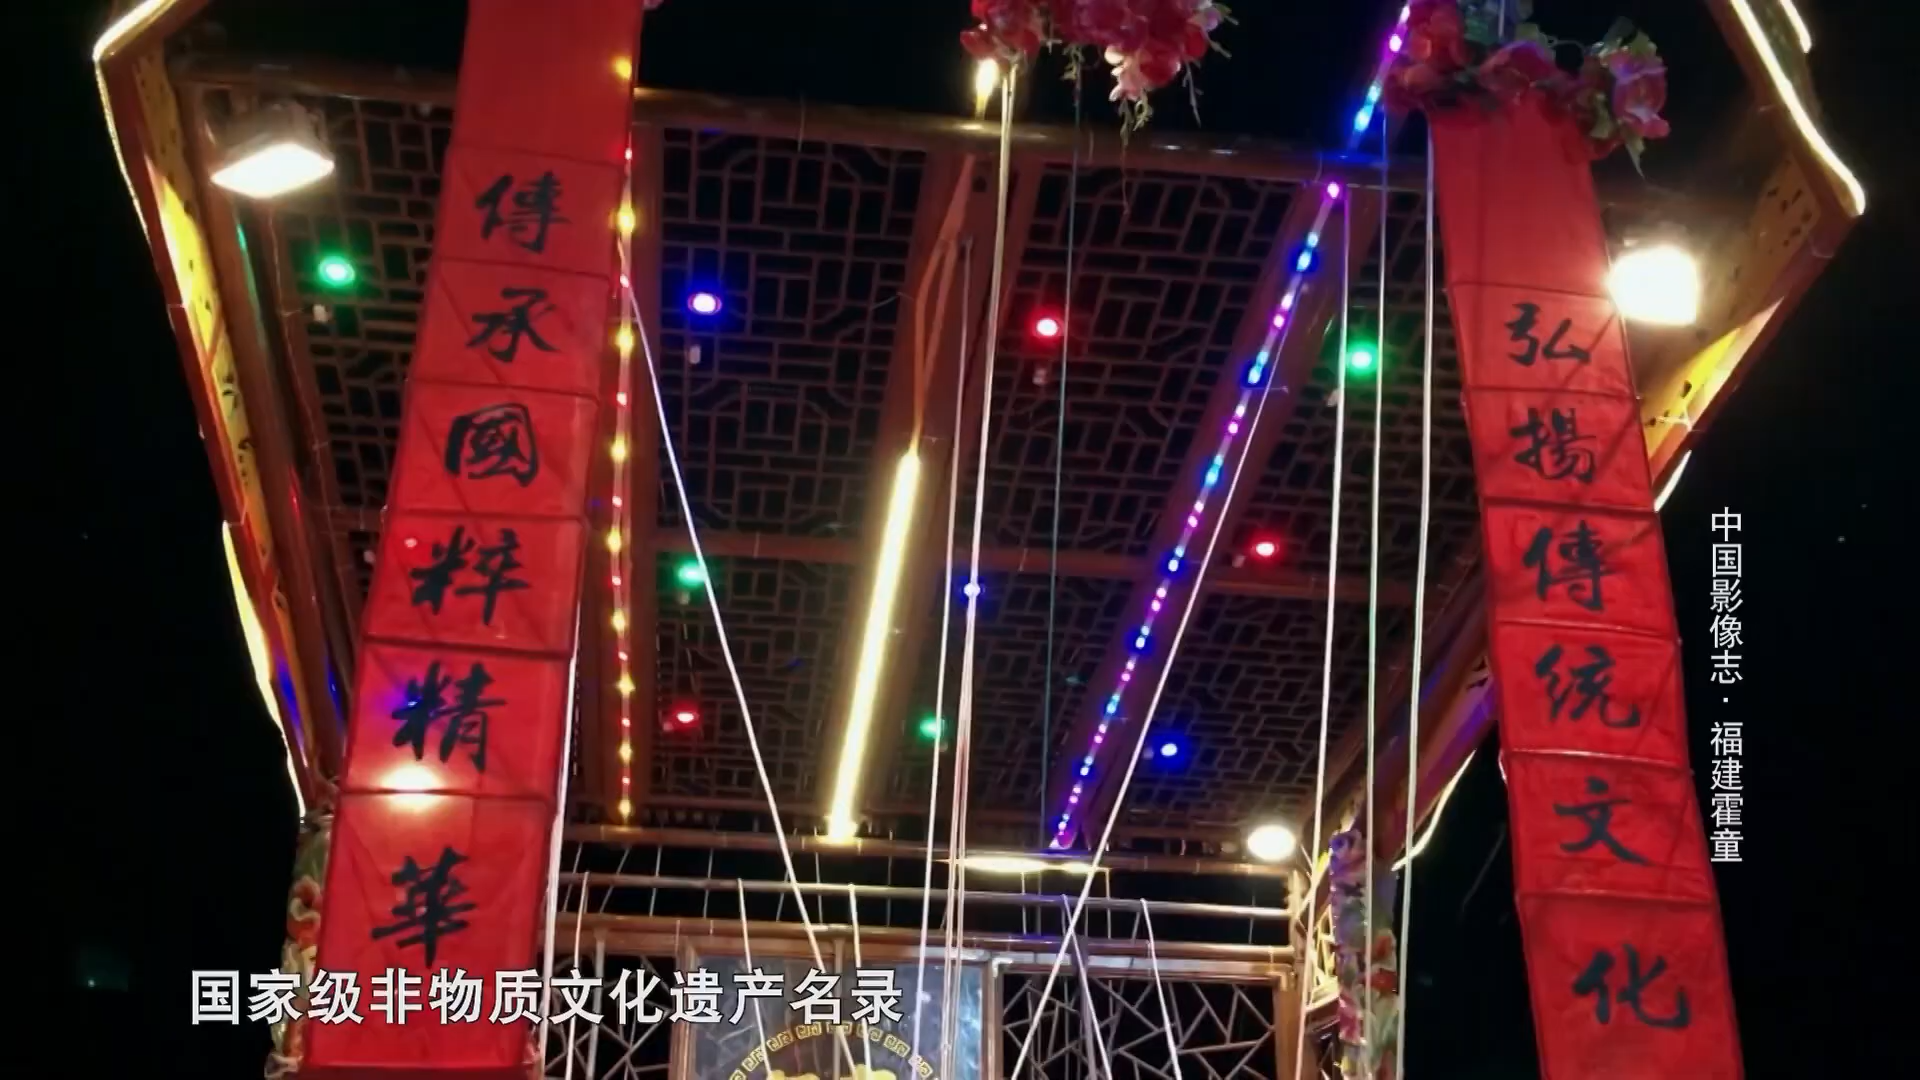 傳承國粹精華
弘揚傳統文化
中国影像志·福建霍童
国家级非物质文化遗产名录